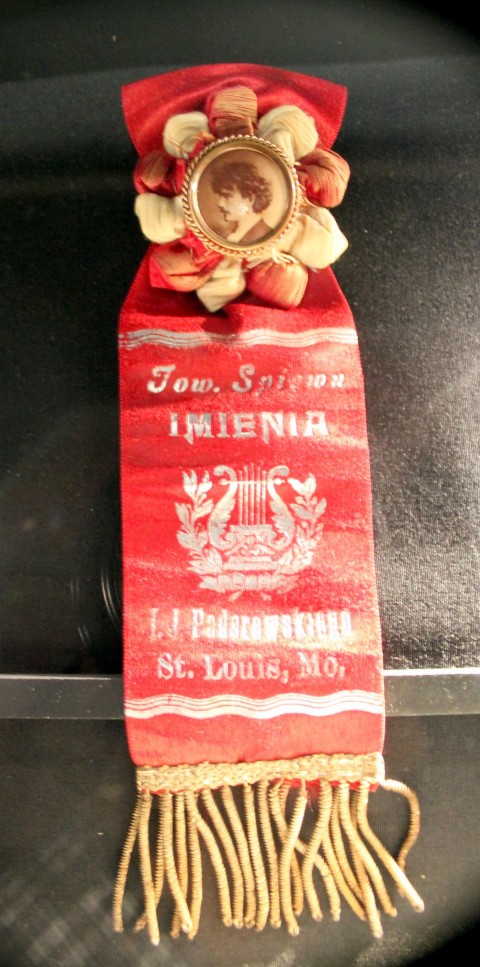 Tow. Śpiewu
IMIENIA
I. J. Paderewskiego
St. Louis, Mo.